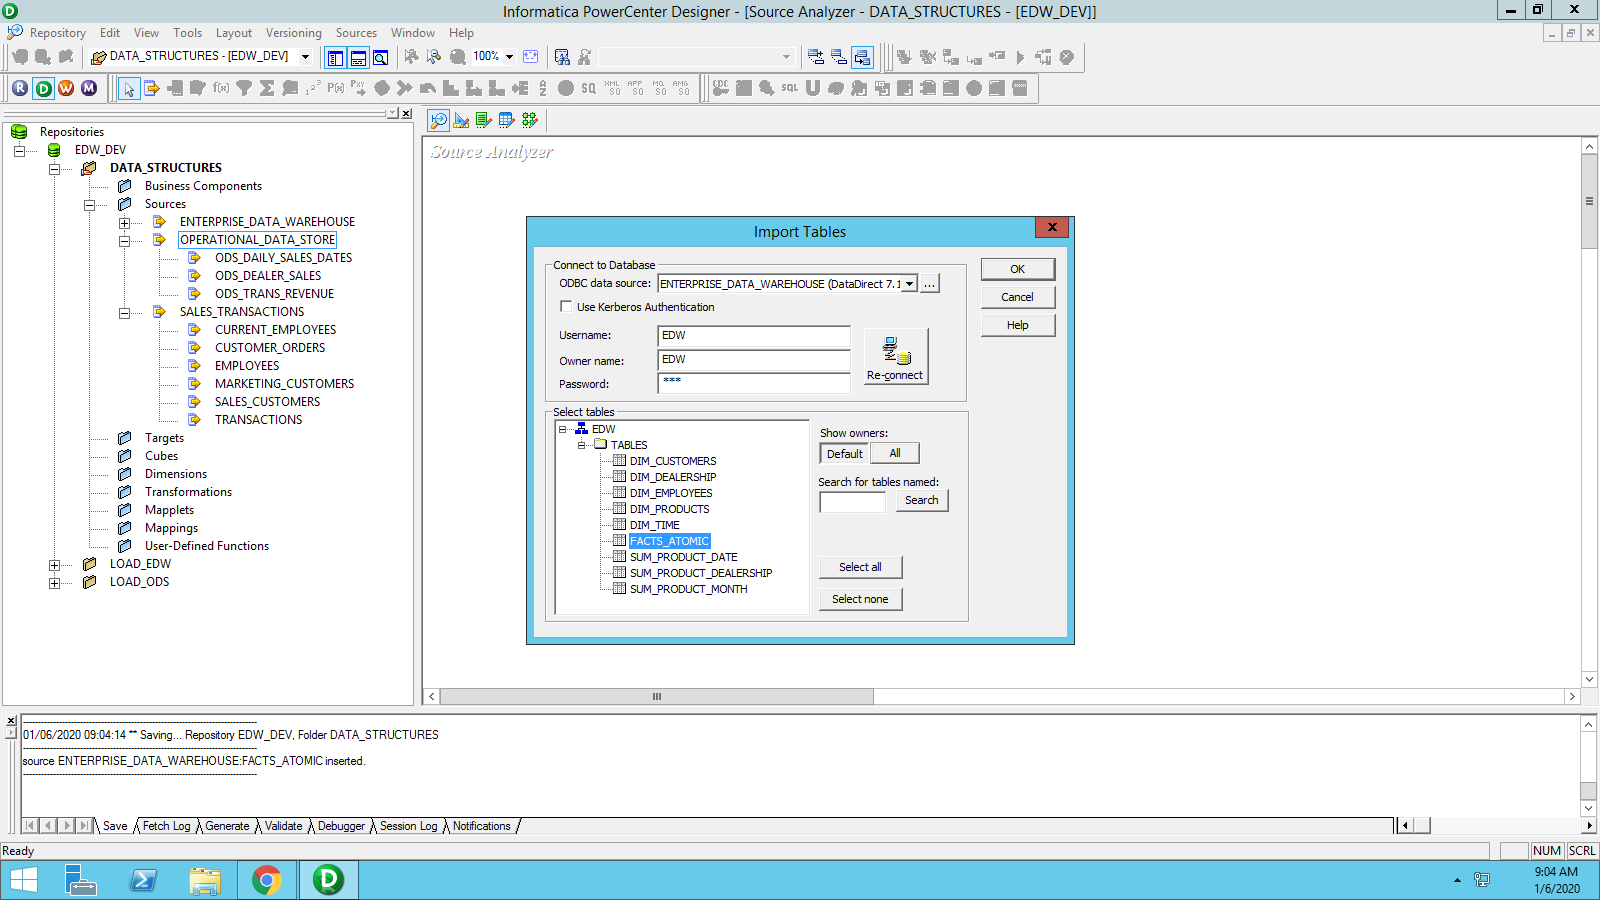 Informatica PowerCenter Designer - [Source Analyzer - DATA_STRUCTURES - [EDW_DEV]]
Repository Edit View Tools Layout Versioning Sources Window Help
DATA_STRUCTURES - [EDW_DEV]
100%
R D W M
SQL
Repositories
EDW_DEV
DATA_STRUCTURES
Business Components
Sources
ENTERPRISE_DATA_WAREHOUSE
OPERATIONAL_DATA_STORE
ODS_DAILY_SALES_DATES
ODS_DEALER_SALES
ODS_TRANS_REVENUE
SALES_TRANSACTIONS
CURRENT_EMPLOYEES
CUSTOMER_ORDERS
EMPLOYEES
MARKETING_CUSTOMERS
SALES_CUSTOMERS
TRANSACTIONS
Targets
Cubes
Dimensions
Transformations
Mapplets
Mappings
User-Defined Functions
LOAD_EDW
LOAD_ODS
Source Analyzer
Import Tables
Connect to Database
ODBC data source: ENTERPRISE_DATA_WAREHOUSE (DataDirect 7.1
...
Use Kerberos Authentication
Username: EDW
Owner name: EDW
Password: ***
Re-connect
OK
Cancel
Help
Select tables
EDW
TABLES
DIM_CUSTOMERS
DIM_DEALERSHIP
DIM_EMPLOYEES
DIM_PRODUCTS
DIM_TIME
FACTS_ATOMIC
SUM_PRODUCT_DATE
SUM_PRODUCT_DEALERSHIP
SUM_PRODUCT_MONTH
Show owners:
Default All
Search for tables named:
Search
Select all
Select none
01/06/2020 09:04:14 ** Saving... Repository EDW_DEV, Folder DATA_STRUCTURES
source ENTERPRISE_DATA_WAREHOUSE:FACTS_ATOMIC inserted.
Save Fetch Log Generate Validate Debugger Session Log Notifications
Ready
NUM SCRL
9:04 AM
1/6/2020